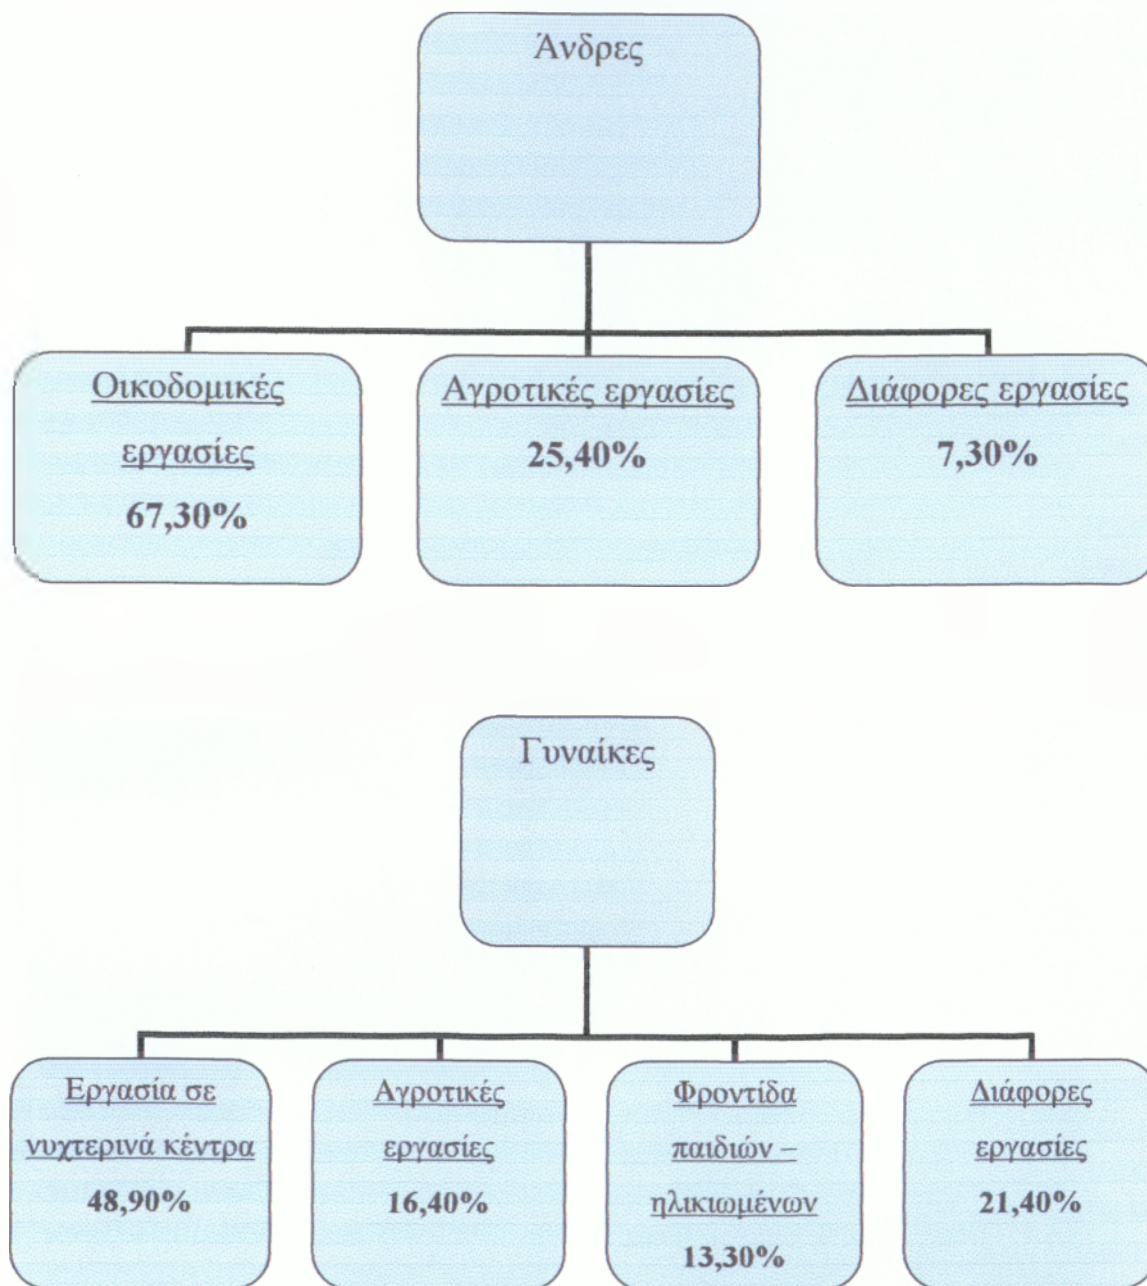 Άνδρες
Οικοδομικές
εργασίες
67,30%
Αγροτικές εργασίες
25,40%
Διάφορες εργασίες
7,30%
Γυναίκες
Εργασία σε
νυχτερινά κέντρα
48,90%
Αγροτικές
εργασίες
16,40%
Φροντίδα
παιδιών –
ηλικιωμένων
13,30%
Διάφορες
εργασίες
21,40%